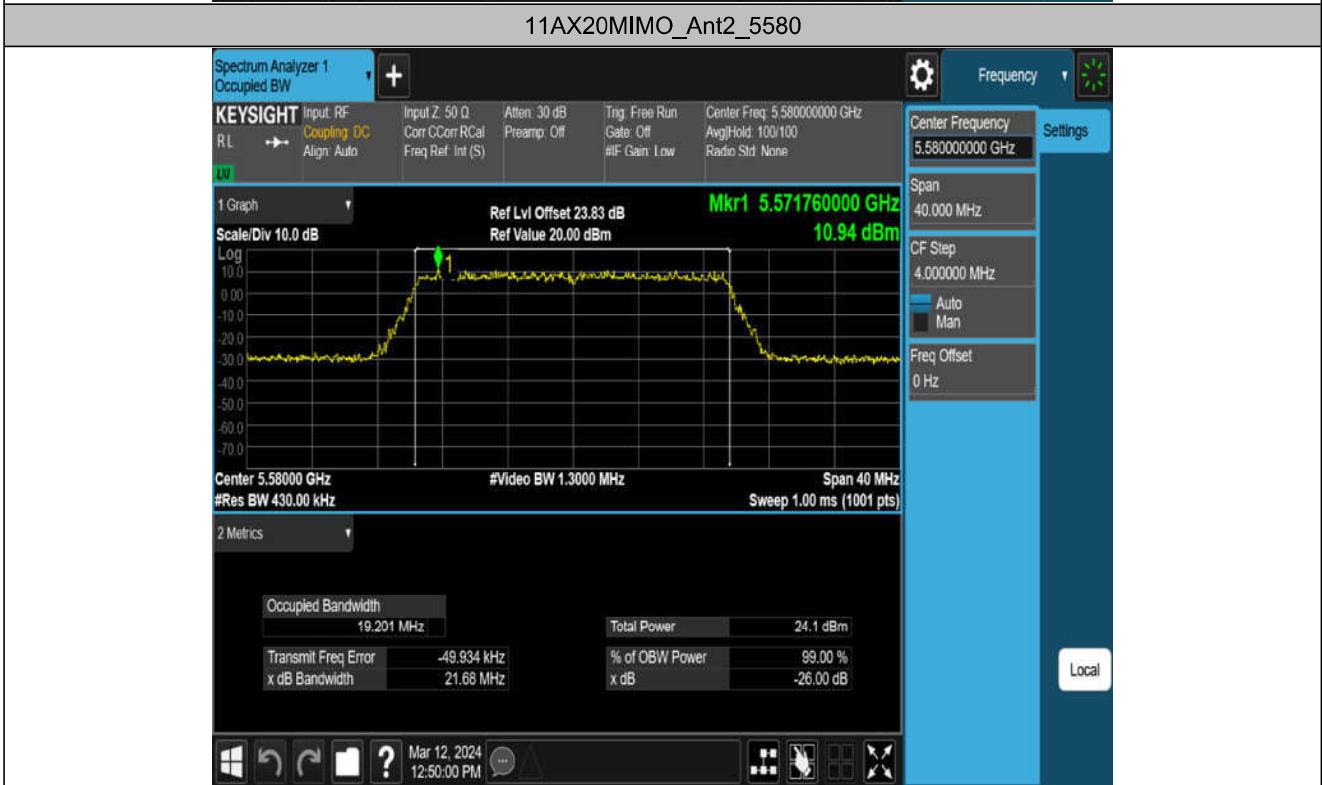 11AX20MIMO_Ant2_5580
Spectrum Analyzer 1
Occupied BW
+
Frequency
KEYSIGHT
RL
LXI
Input: RF
Coupling: DC
Align: Auto
Input Z: 50 Ω
Corr CCorr RCal
Freq Ref: Int (S)
Atten: 30 dB
Preamp: Off
Trig: Free Run
Gate: Off
#IF Gain: Low
Center Freq: 5.580000000 GHz
Avg|Hold: 100/100
Radio Std: None
Center Frequency
5.580000000 GHz
Settings
Span
40.000 MHz
CF Step
4.000000 MHz
Auto
Man
Freq Offset
0 Hz
Local
1 Graph
Scale/Div 10.0 dB
Ref Lvl Offset 23.83 dB
Ref Value 20.00 dBm
Mkr1 5.571760000 GHz
10.94 dBm
Log
1
10.0
0.00
-10.0
-20.0
-30.0
-40.0
-50.0
-60.0
-70.0
Center 5.58000 GHz
#Video BW 1.3000 MHz
Span 40 MHz
#Res BW 430.00 kHz
Sweep 1.00 ms (1001 pts)
2 Metrics
Occupied Bandwidth
19.201 MHz
Total Power 24.1 dBm
Transmit Freq Error -49.934 kHz
% of OBW Power 99.00 %
x dB Bandwidth 21.68 MHz
x dB -26.00 dB
?
Mar 12, 2024
12:50:00 PM